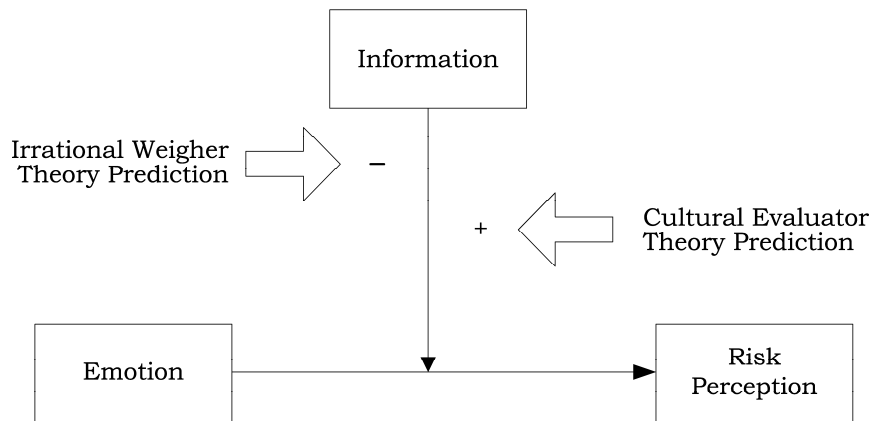 Information
Irrational Weigher
Theory Prediction
−
+
Cultural Evaluator
Theory Prediction
Emotion
Risk
Perception